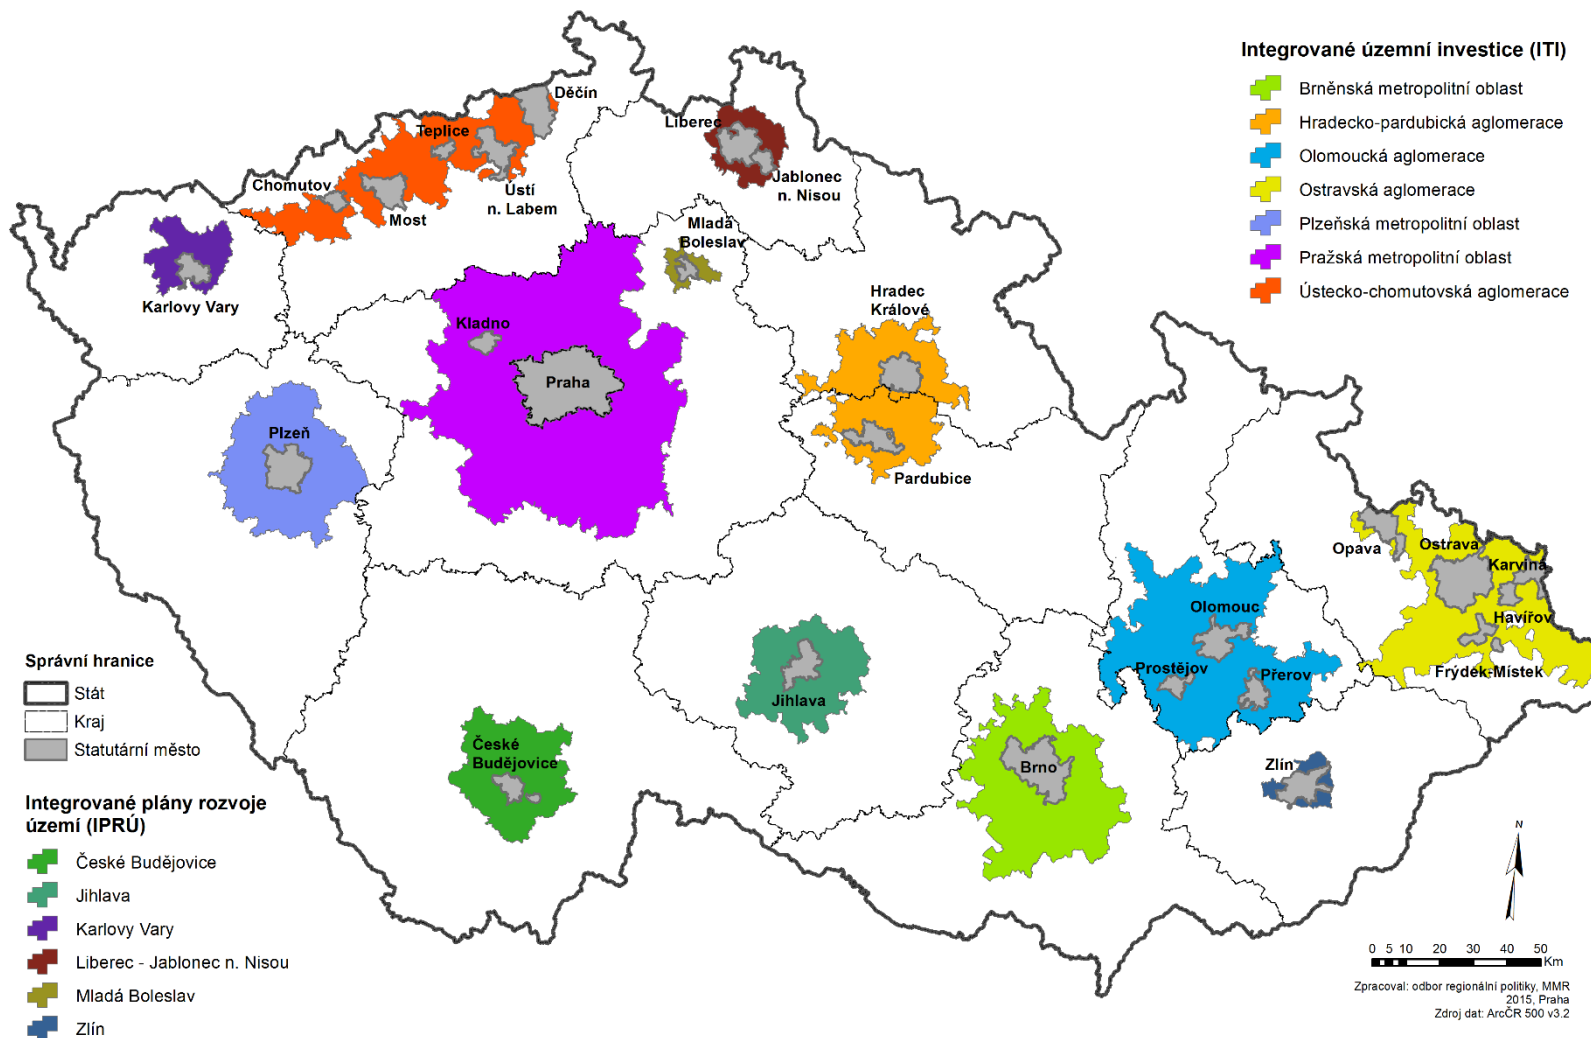 Integrované územní investice (ITI)
Brněnská metropolitní oblast
Hradecko-pardubická aglomerace
Olomoucká aglomerace
Ostravská aglomerace
Plzeňská metropolitní oblast
Pražská metropolitní oblast
Ústecko-chomutovská aglomerace
Děčín
Teplice
Liberec
Chomutov
Ústí
n. Labem
Jablonec
n. Nisou
Most
Mladá
Boleslav
Karlovy Vary
Hradec
Králové
Kladno
Praha
Plzeň
Pardubice
Opava
Ostrava
Karviná
Olomouc
Havířov
Prostějov
Přerov
Frýdek-Místek
Jihlava
České
Budějovice
Brno
Zlín
Správní hranice
Stát
Kraj
Statutární město
Integrované plány rozvoje
území (IPRÚ)
České Budějovice
Jihlava
Karlovy Vary
Liberec - Jablonec n. Nisou
Mladá Boleslav
Zlín
N
0 5 10 20 30 40 50
Km
Zpracoval: odbor regionální politiky, MMR
2015, Praha
Zdroj dat: ArcČR 500 v3.2